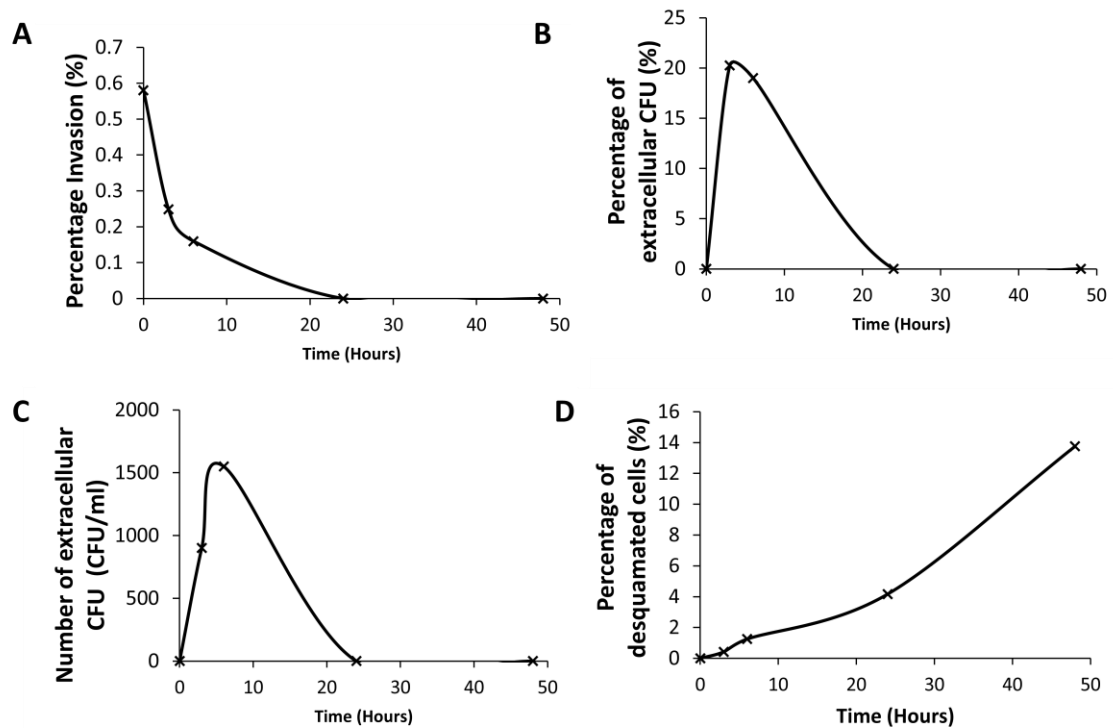 A
Percentage Invasion (%)
0.7
0.6
0.5
0.4
0.3
0.2
0.1
0
0 10 20 30 40 50
Time (Hours)
B
Percentage of
extracellular CFU (%)
25
20
15
10
5
0
0 10 20 30 40 50
Time (Hours)
C
Number of extracellular
CFU (CFU/ml)
2000
1500
1000
500
0
0 10 20 30 40 50
Time (Hours)
D
Percentage of
desquamated cells (%)
16
14
12
10
8
6
4
2
0
0 10 20 30 40 50
Time (Hours)